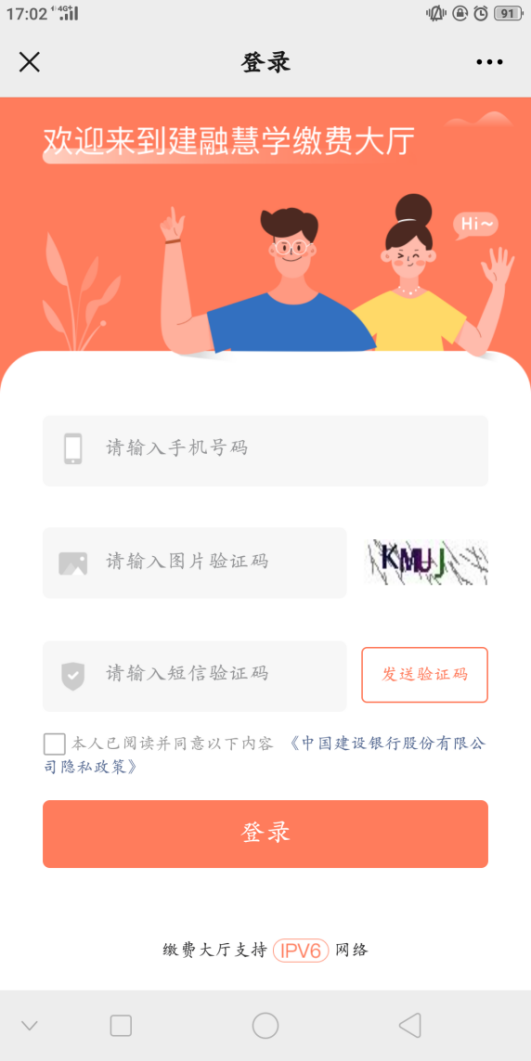 17:02 4G 91
登录
欢迎来到建融慧学缴费大厅
Hi~
请输入手机号码
请输入图片验证码 KMUJ
请输入短信验证码 发送验证码
本人已阅读并同意以下内容 《中国建设银行股份有限公
司隐私政策》
登录
缴费大厅支持 IPV6 网络